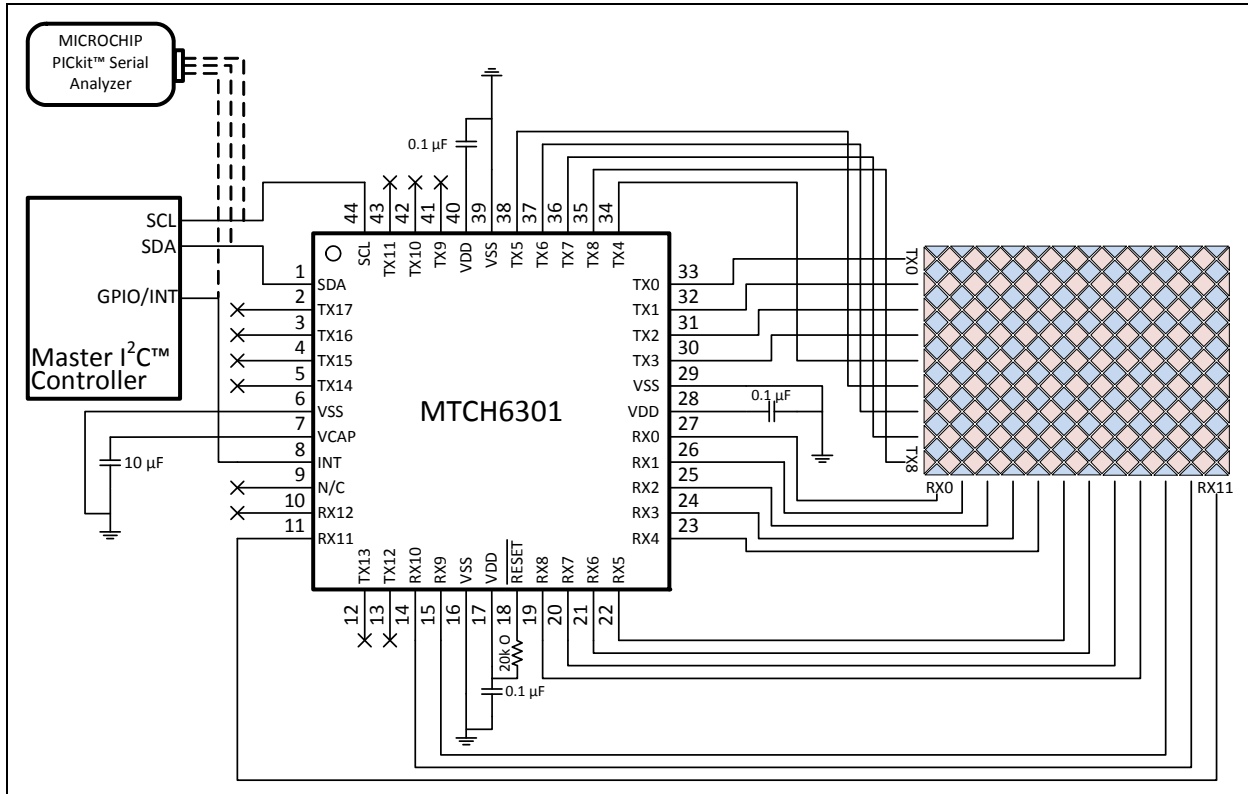 MICROCHIP
PICkit™ Serial
Analyzer
SCL
SDA
GPIO/INT
Master I²C™
Controller
0.1 µF
44
43
42
41
40
39
38
37
36
35
34
SCL
TX11
TX10
TX9
VDD
VSS
TX5
TX6
TX7
TX8
TX4
1
SDA
2
TX17
3
TX16
4
TX15
5
TX14
6
VSS
7
VCAP
8
INT
9
N/C
10
RX12
11
RX11
10 µF
MTCH6301
33
TX0
32
TX1
31
TX2
30
TX3
29
VSS
28
VDD
27
RX0
26
RX1
25
RX2
24
RX3
23
RX4
0.1 µF
TX13
TX12
RX10
RX9
VSS
VDD
RESET
RX8
RX7
RX6
RX5
12
13
14
15
16
17
18
19
20
21
22
20k Ω
0.1 µF
TX0
TX8
RX0
RX11